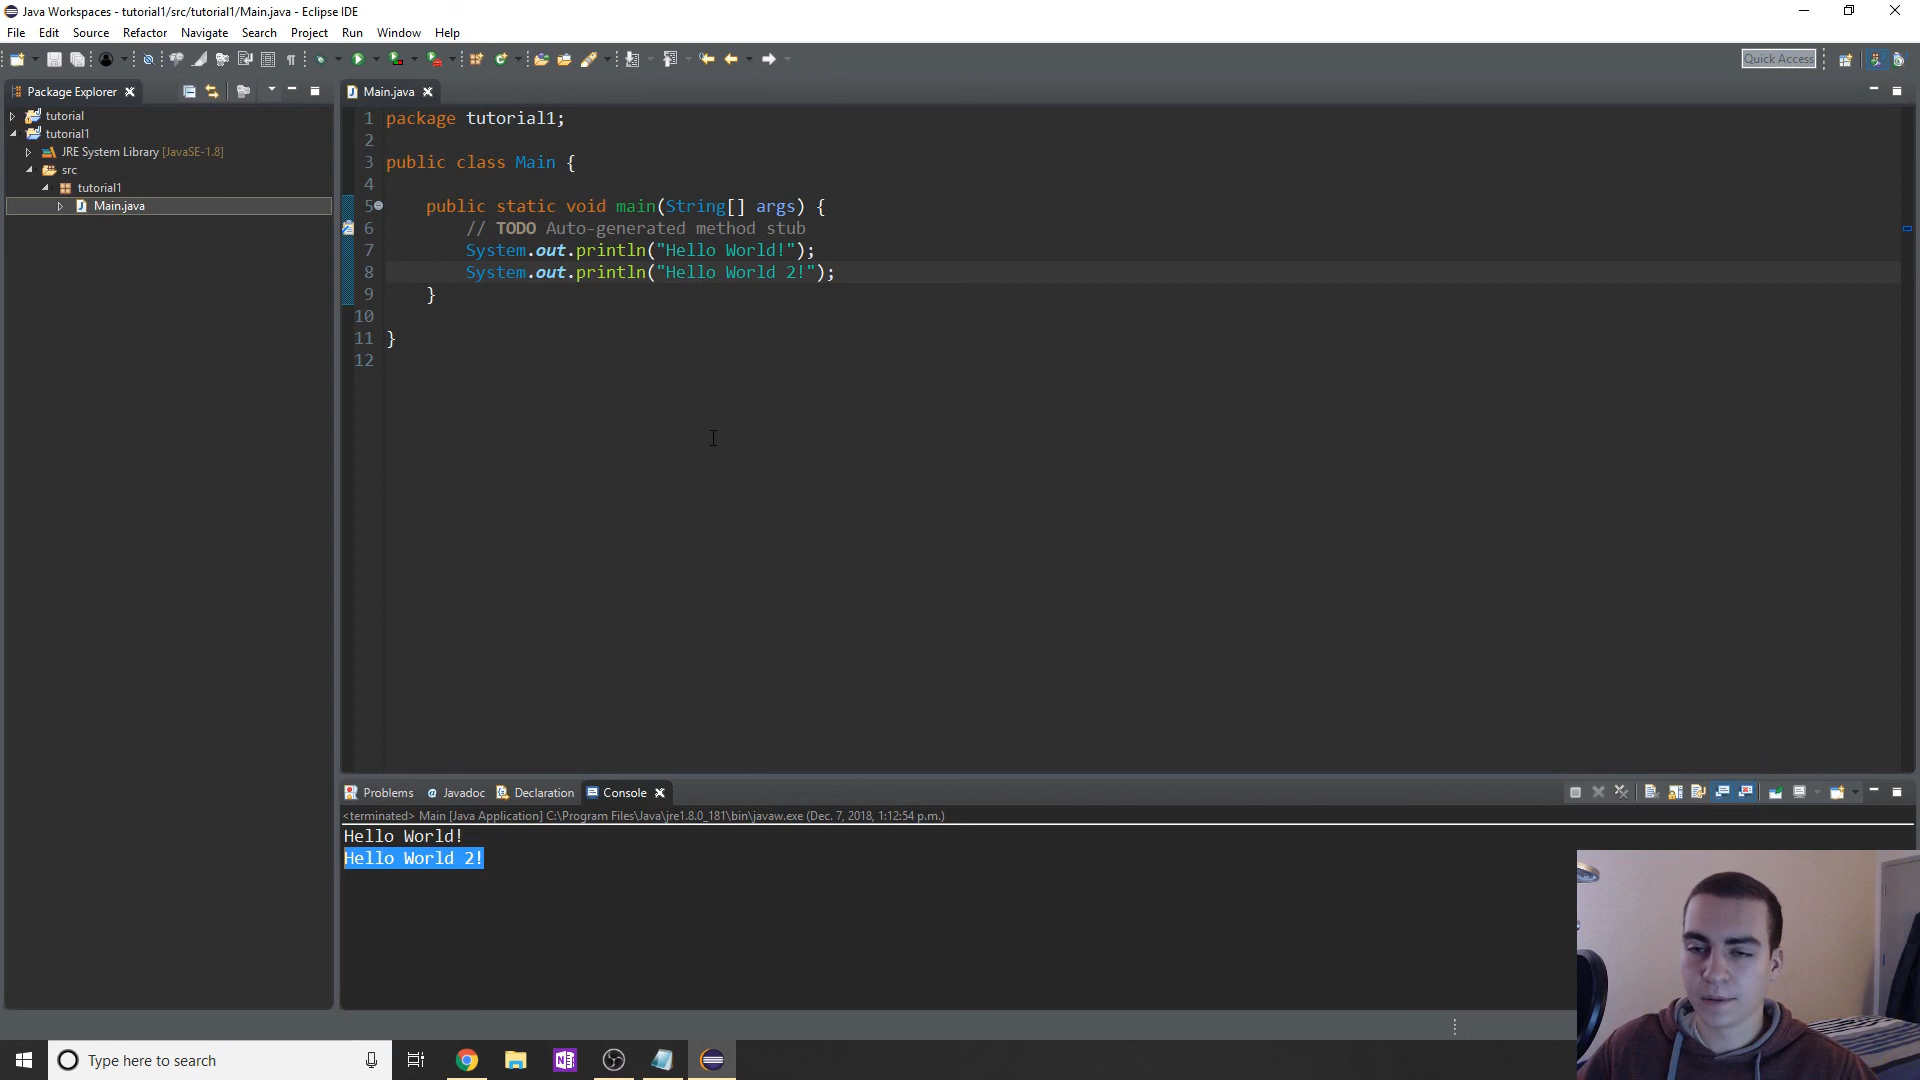 Java Workspaces - tutorial1/src/tutorial1/Main.java - Eclipse IDE
File Edit Source Refactor Navigate Search Project Run Window Help
Quick Access
Package Explorer
Main.java
tutorial
tutorial1
JRE System Library [JavaSE-1.8]
src
tutorial1
Main.java
1 package tutorial1;
2
3 public class Main {
4
5 public static void main(String[] args) {
6 // TODO Auto-generated method stub
7 System.out.println("Hello World!");
8 System.out.println("Hello World 2!");
9 }
10
11 }
12
Problems Javadoc Declaration Console
<terminated> Main [Java Application] C:\Program Files\Java\jre1.8.0_181\bin\javaw.exe (Dec. 7, 2018, 1:12:54 p.m.)
Hello World!
Hello World 2!
Type here to search